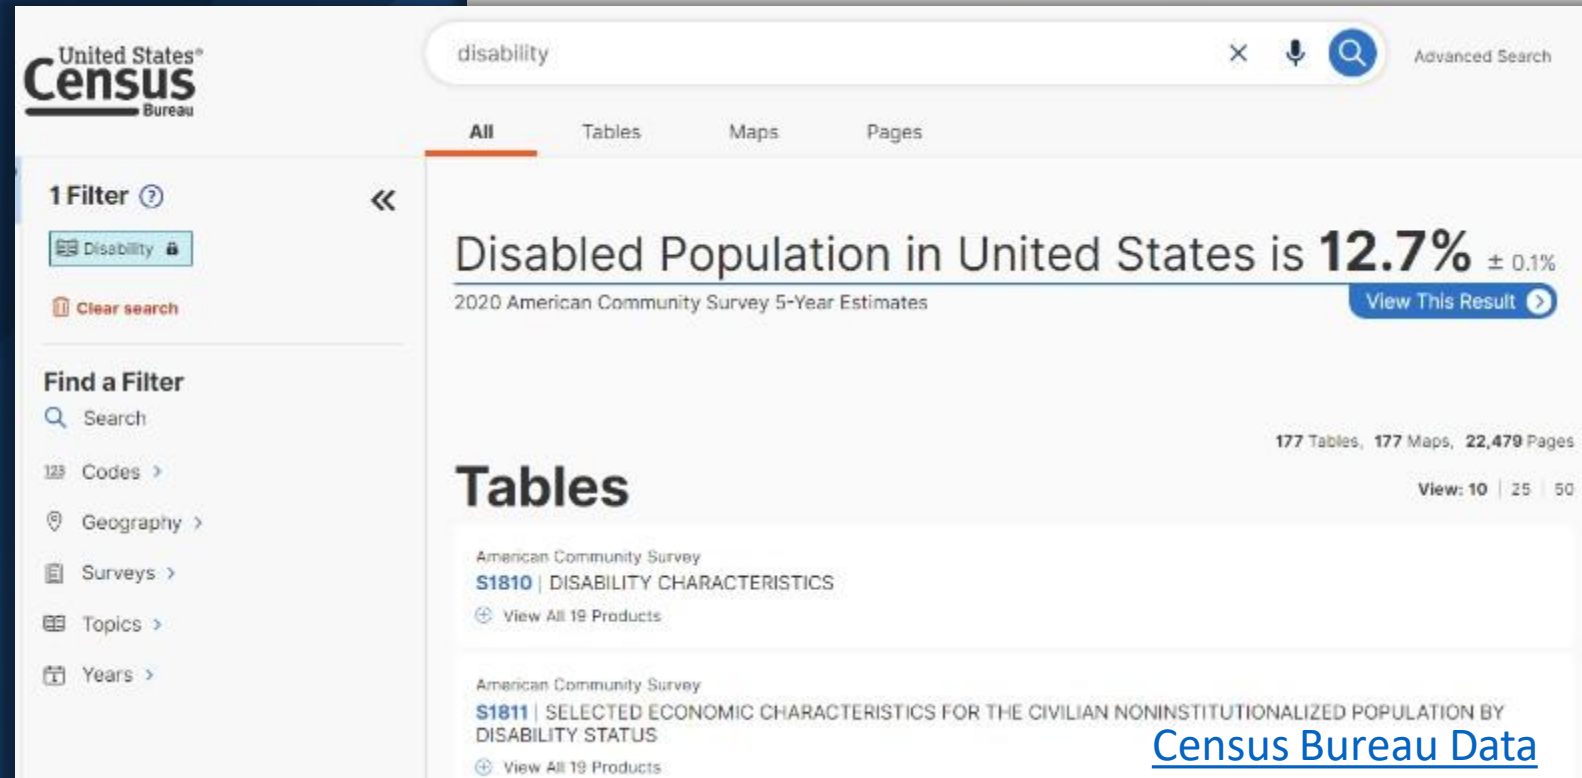 United States®
Census
Bureau
disability
Advanced Search
All Tables Maps Pages
1 Filter
Disability
Clear search
Find a Filter
Search
123 Codes
Geography
Surveys
Topics
Years
Disabled Population in United States is 12.7% ± 0.1%
2020 American Community Survey 5-Year Estimates
View This Result
177 Tables, 177 Maps, 22,479 Pages
Tables
View: 10 | 25 | 50
American Community Survey
S1810 | DISABILITY CHARACTERISTICS
View All 19 Products
American Community Survey
S1811 | SELECTED ECONOMIC CHARACTERISTICS FOR THE CIVILIAN NONINSTITUTIONALIZED POPULATION BY
DISABILITY STATUS
View All 19 Products
Census Bureau Data